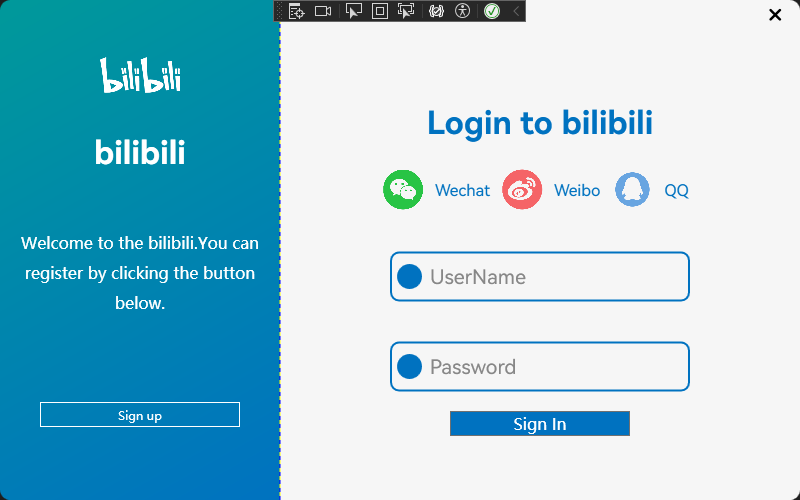 bilibili
bilibili
Welcome to the bilibili.You can
register by clicking the button
below.
Sign up
Login to bilibili
Wechat
Weibo
QQ
UserName
Password
Sign In